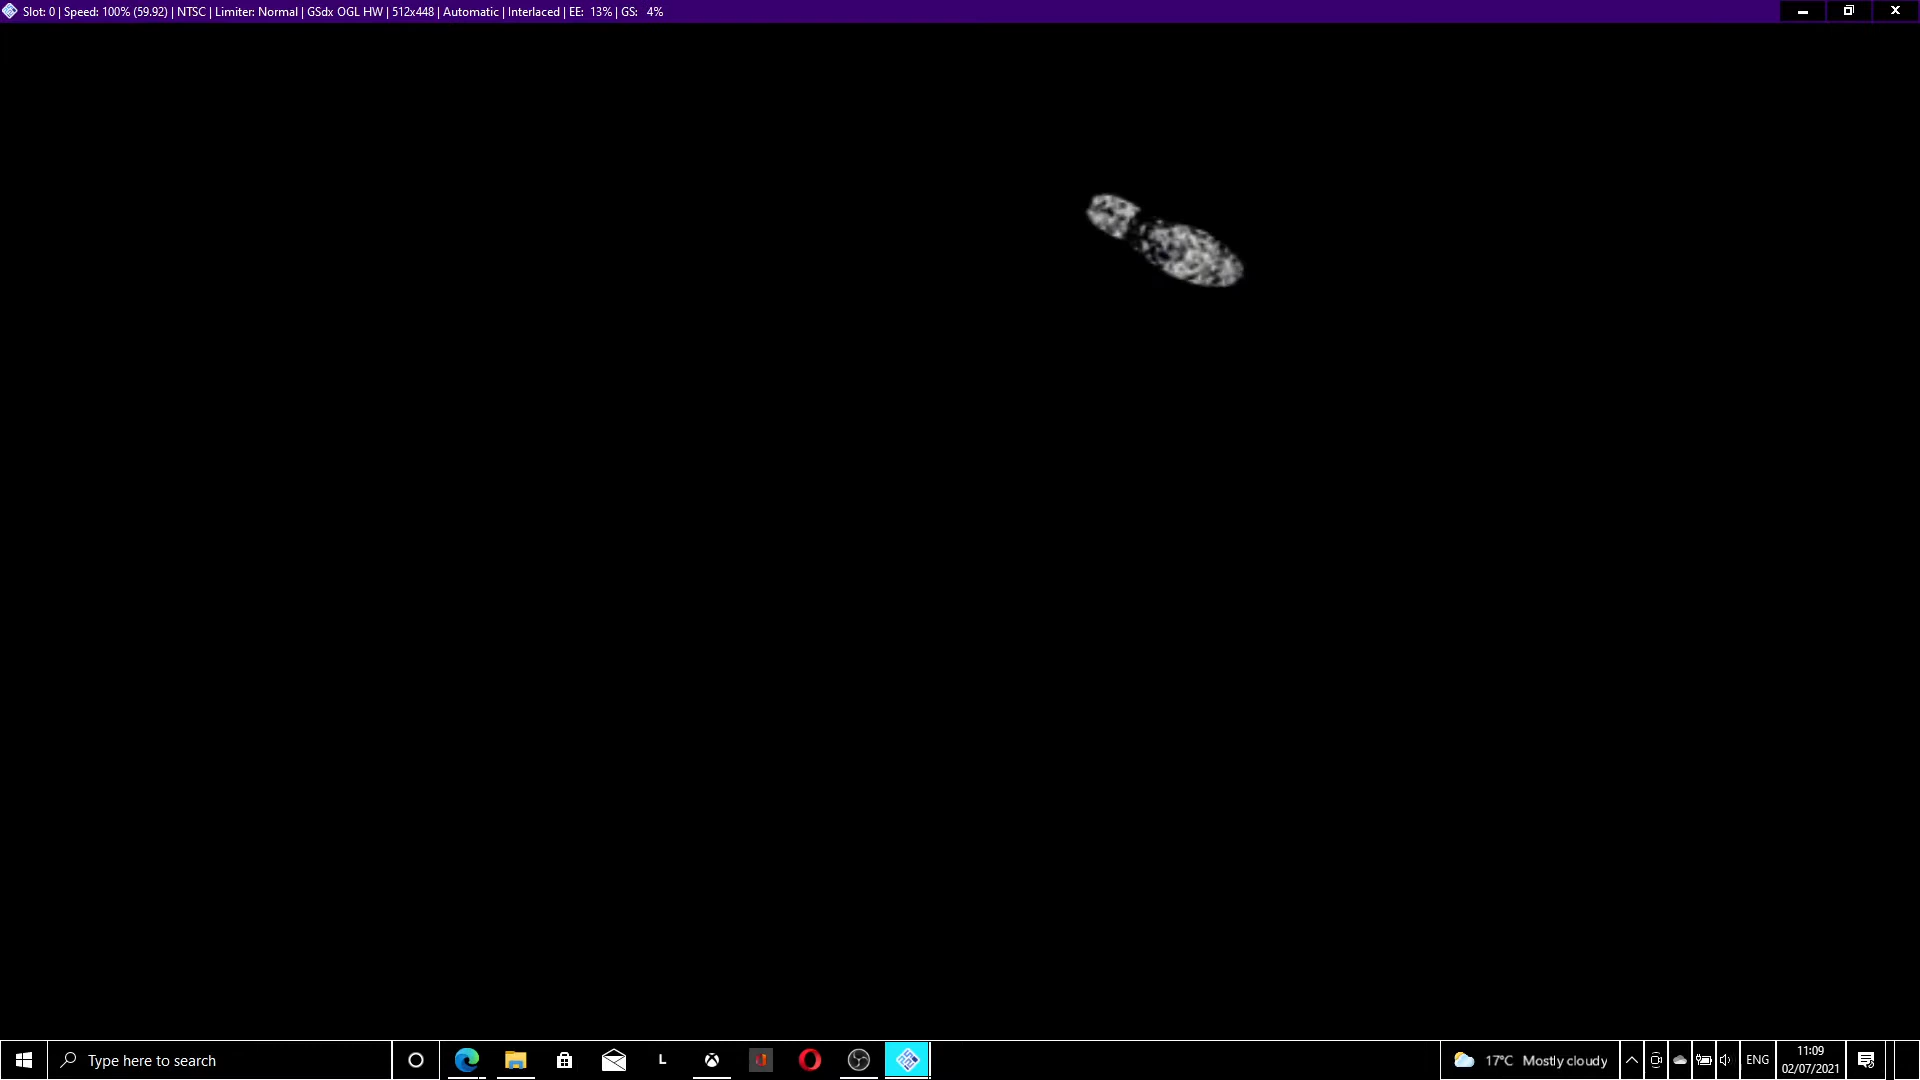 Slot: 0 | Speed: 100% (59.92) | NTSC | Limiter: Normal | GSdx OGL HW | 512x448 | Automatic | Interlaced | EE: 13% | GS: 4%
Type here to search
L
17°C Mostly cloudy
ENG
11:09
02/07/2021